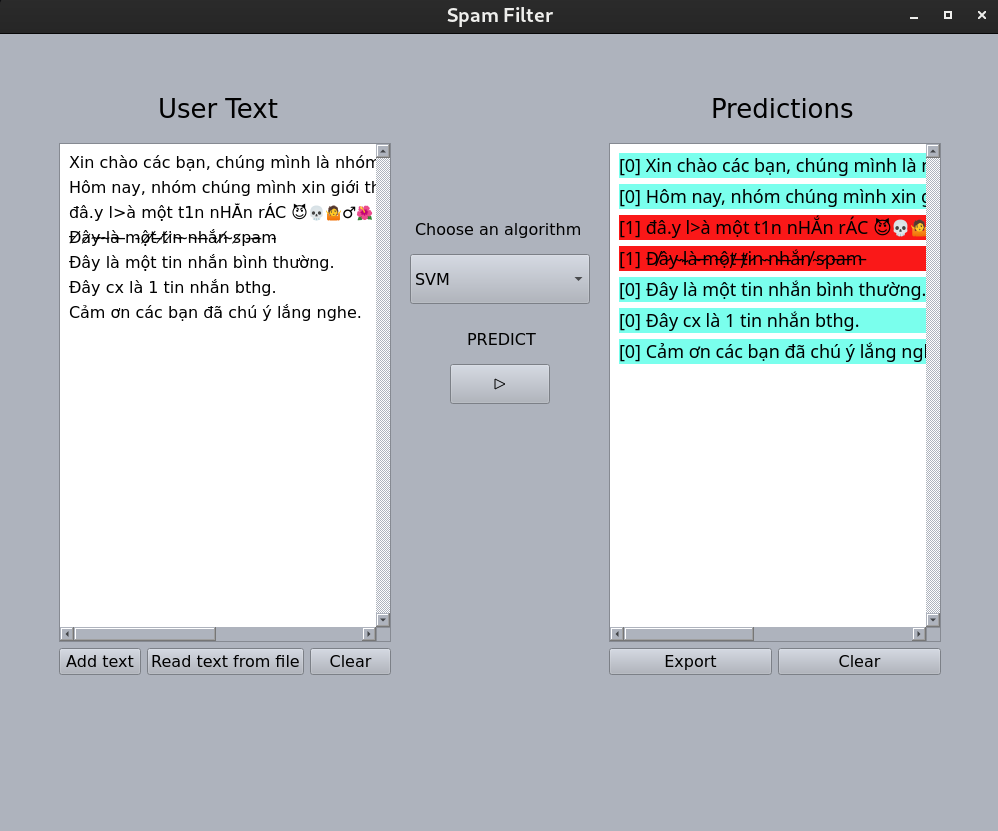 Spam Filter
User Text
Xin chào các bạn, chúng mình là nhóm
Hôm nay, nhóm chúng mình xin giới
đâ.y l>à một t1n nHĂn rÁC 😈💀🤷♂🌺
Đây là một tin nhắn spam
Đây là một tin nhắn bình thường.
Đây cx là 1 tin nhắn bthg.
Cảm ơn các bạn đã chú ý lắng nghe.
Add text
Read text from file
Clear
Choose an algorithm
SVM
PREDICT
Predictions
[0] Xin chào các bạn, chúng mình là
[0] Hôm nay, nhóm chúng mình xin
[1] đâ.y l>à một t1n nHẮn rÁC 😈💀🤷
[1] Đây là một tin nhắn spam
[0] Đây là một tin nhắn bình thường.
[0] Đây cx là 1 tin nhắn bthg.
[0] Cảm ơn các bạn đã chú ý lắng
Export
Clear